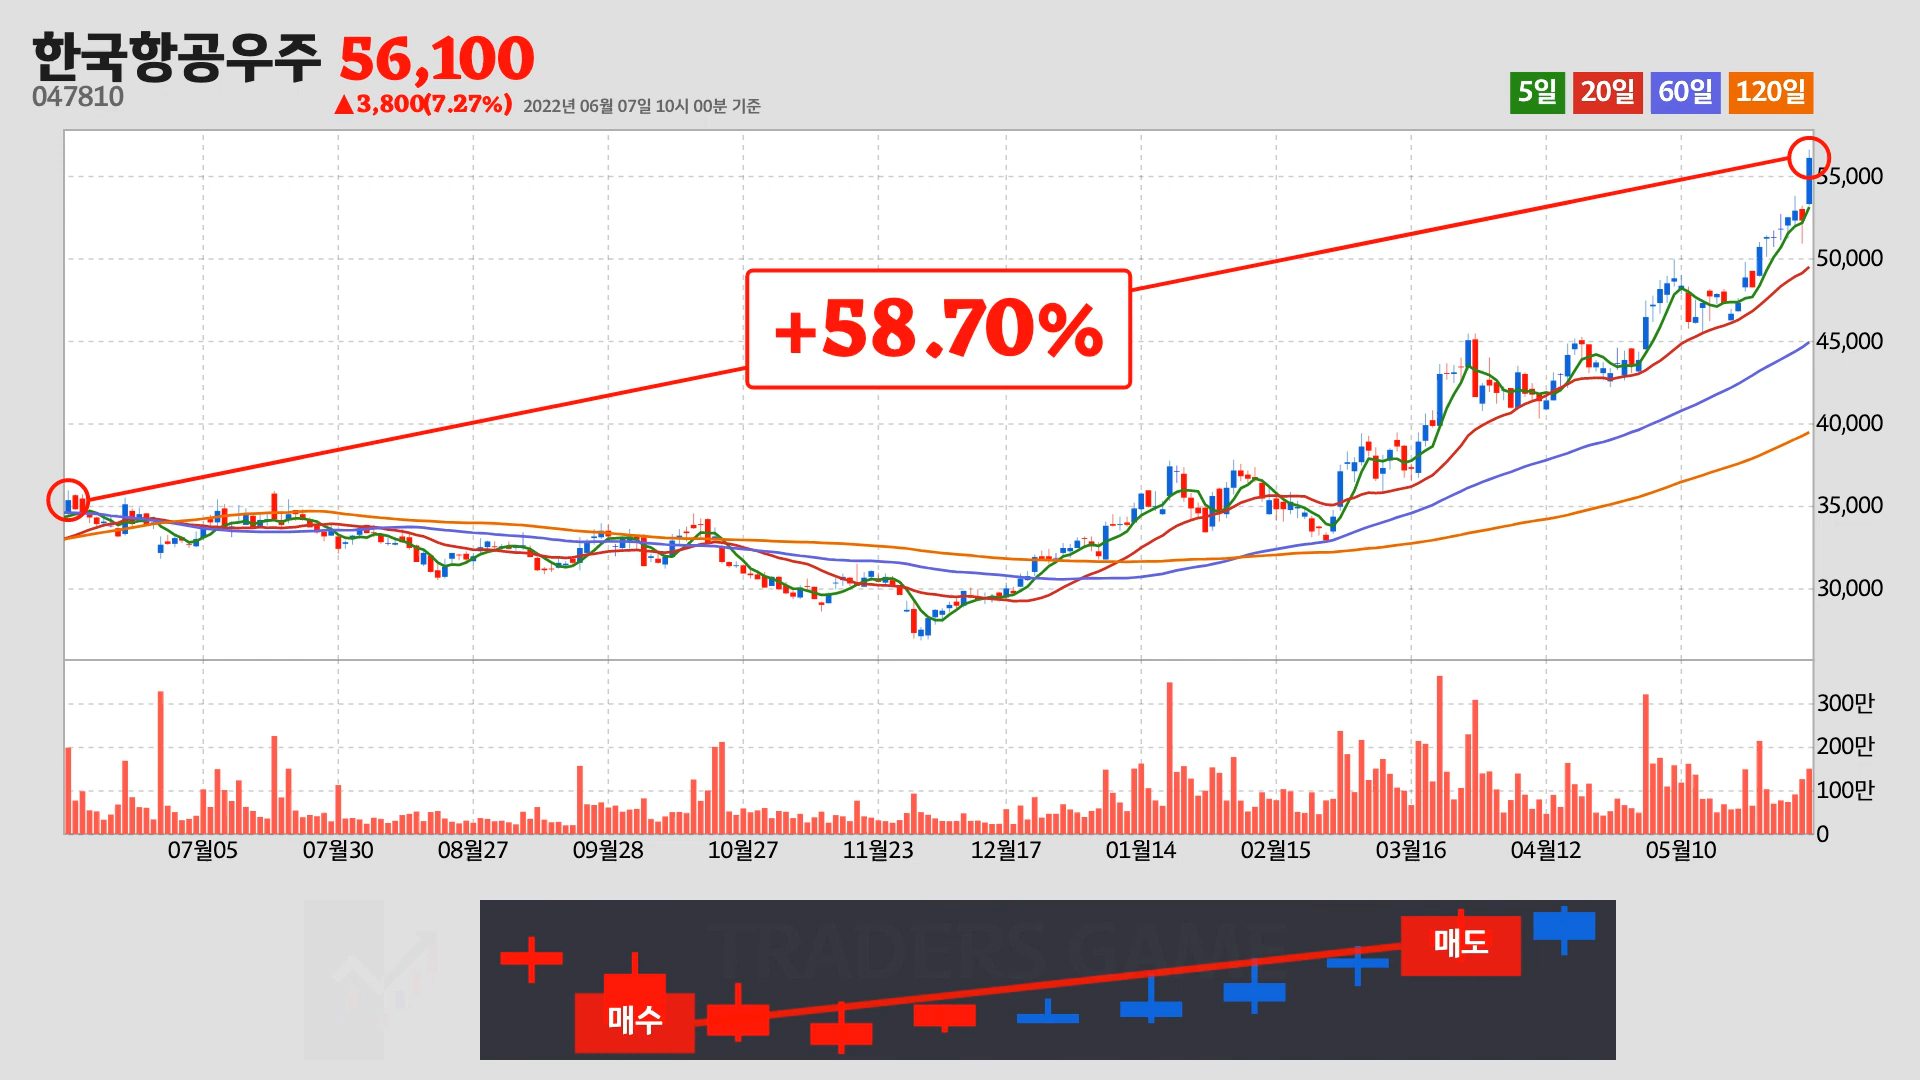 한국항공우주 56,100
047810
▲3,800(7.27%) 2022년 06월 07일 10시 00분 기준
5일 20일 60일 120일
+58.70%
55,000
50,000
45,000
40,000
35,000
30,000
300만
200만
100만
0
07월05 07월30 08월27 09월28 10월27 11월23 12월17 01월14 02월15 03월16 04월12 05월10
TRADERS GAME
매도
매수